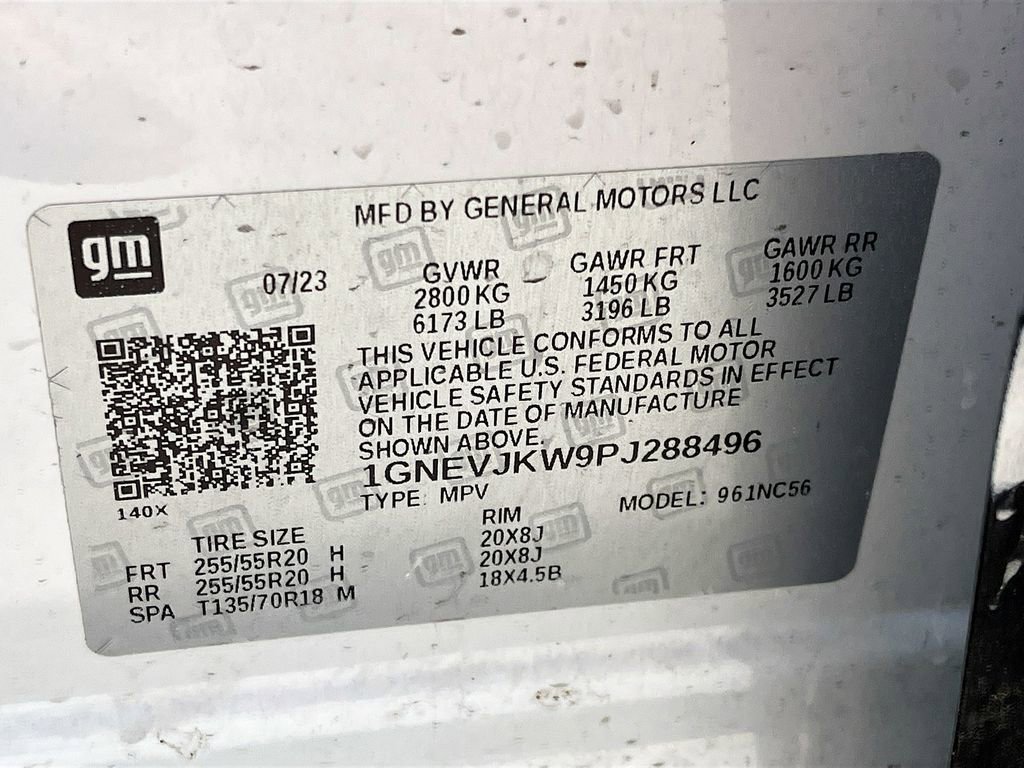 gm
MFD BY GENERAL MOTORS LLC
07/23
GVWR GAWR FRT GAWR RR
2800 KG 1450 KG 1600 KG
6173 LB 3196 LB 3527 LB
THIS VEHICLE CONFORMS TO ALL
APPLICABLE U.S. FEDERAL MOTOR
VEHICLE SAFETY STANDARDS IN EFFECT
ON THE DATE OF MANUFACTURE
SHOWN ABOVE.
1GNEVJKW9PJ288496
TYPE: MPV MODEL: 961NC56
140X
TIRE SIZE RIM
FRT 255/55R20 H 20X8J
RR 255/55R20 H 20X8J
SPA T135/70R18 M 18X4.5B